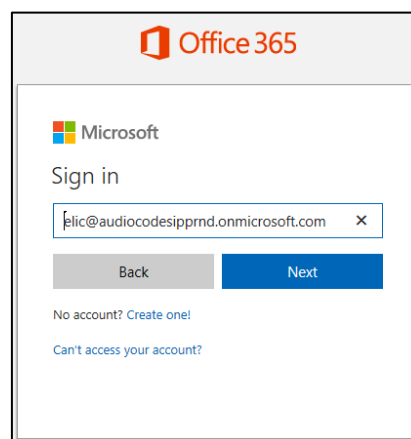 Office 365
Microsoft
Sign in
elic@audiocodesipprnd.onmicrosoft.com ×
Back Next
No account? Create one!
Can't access your account?